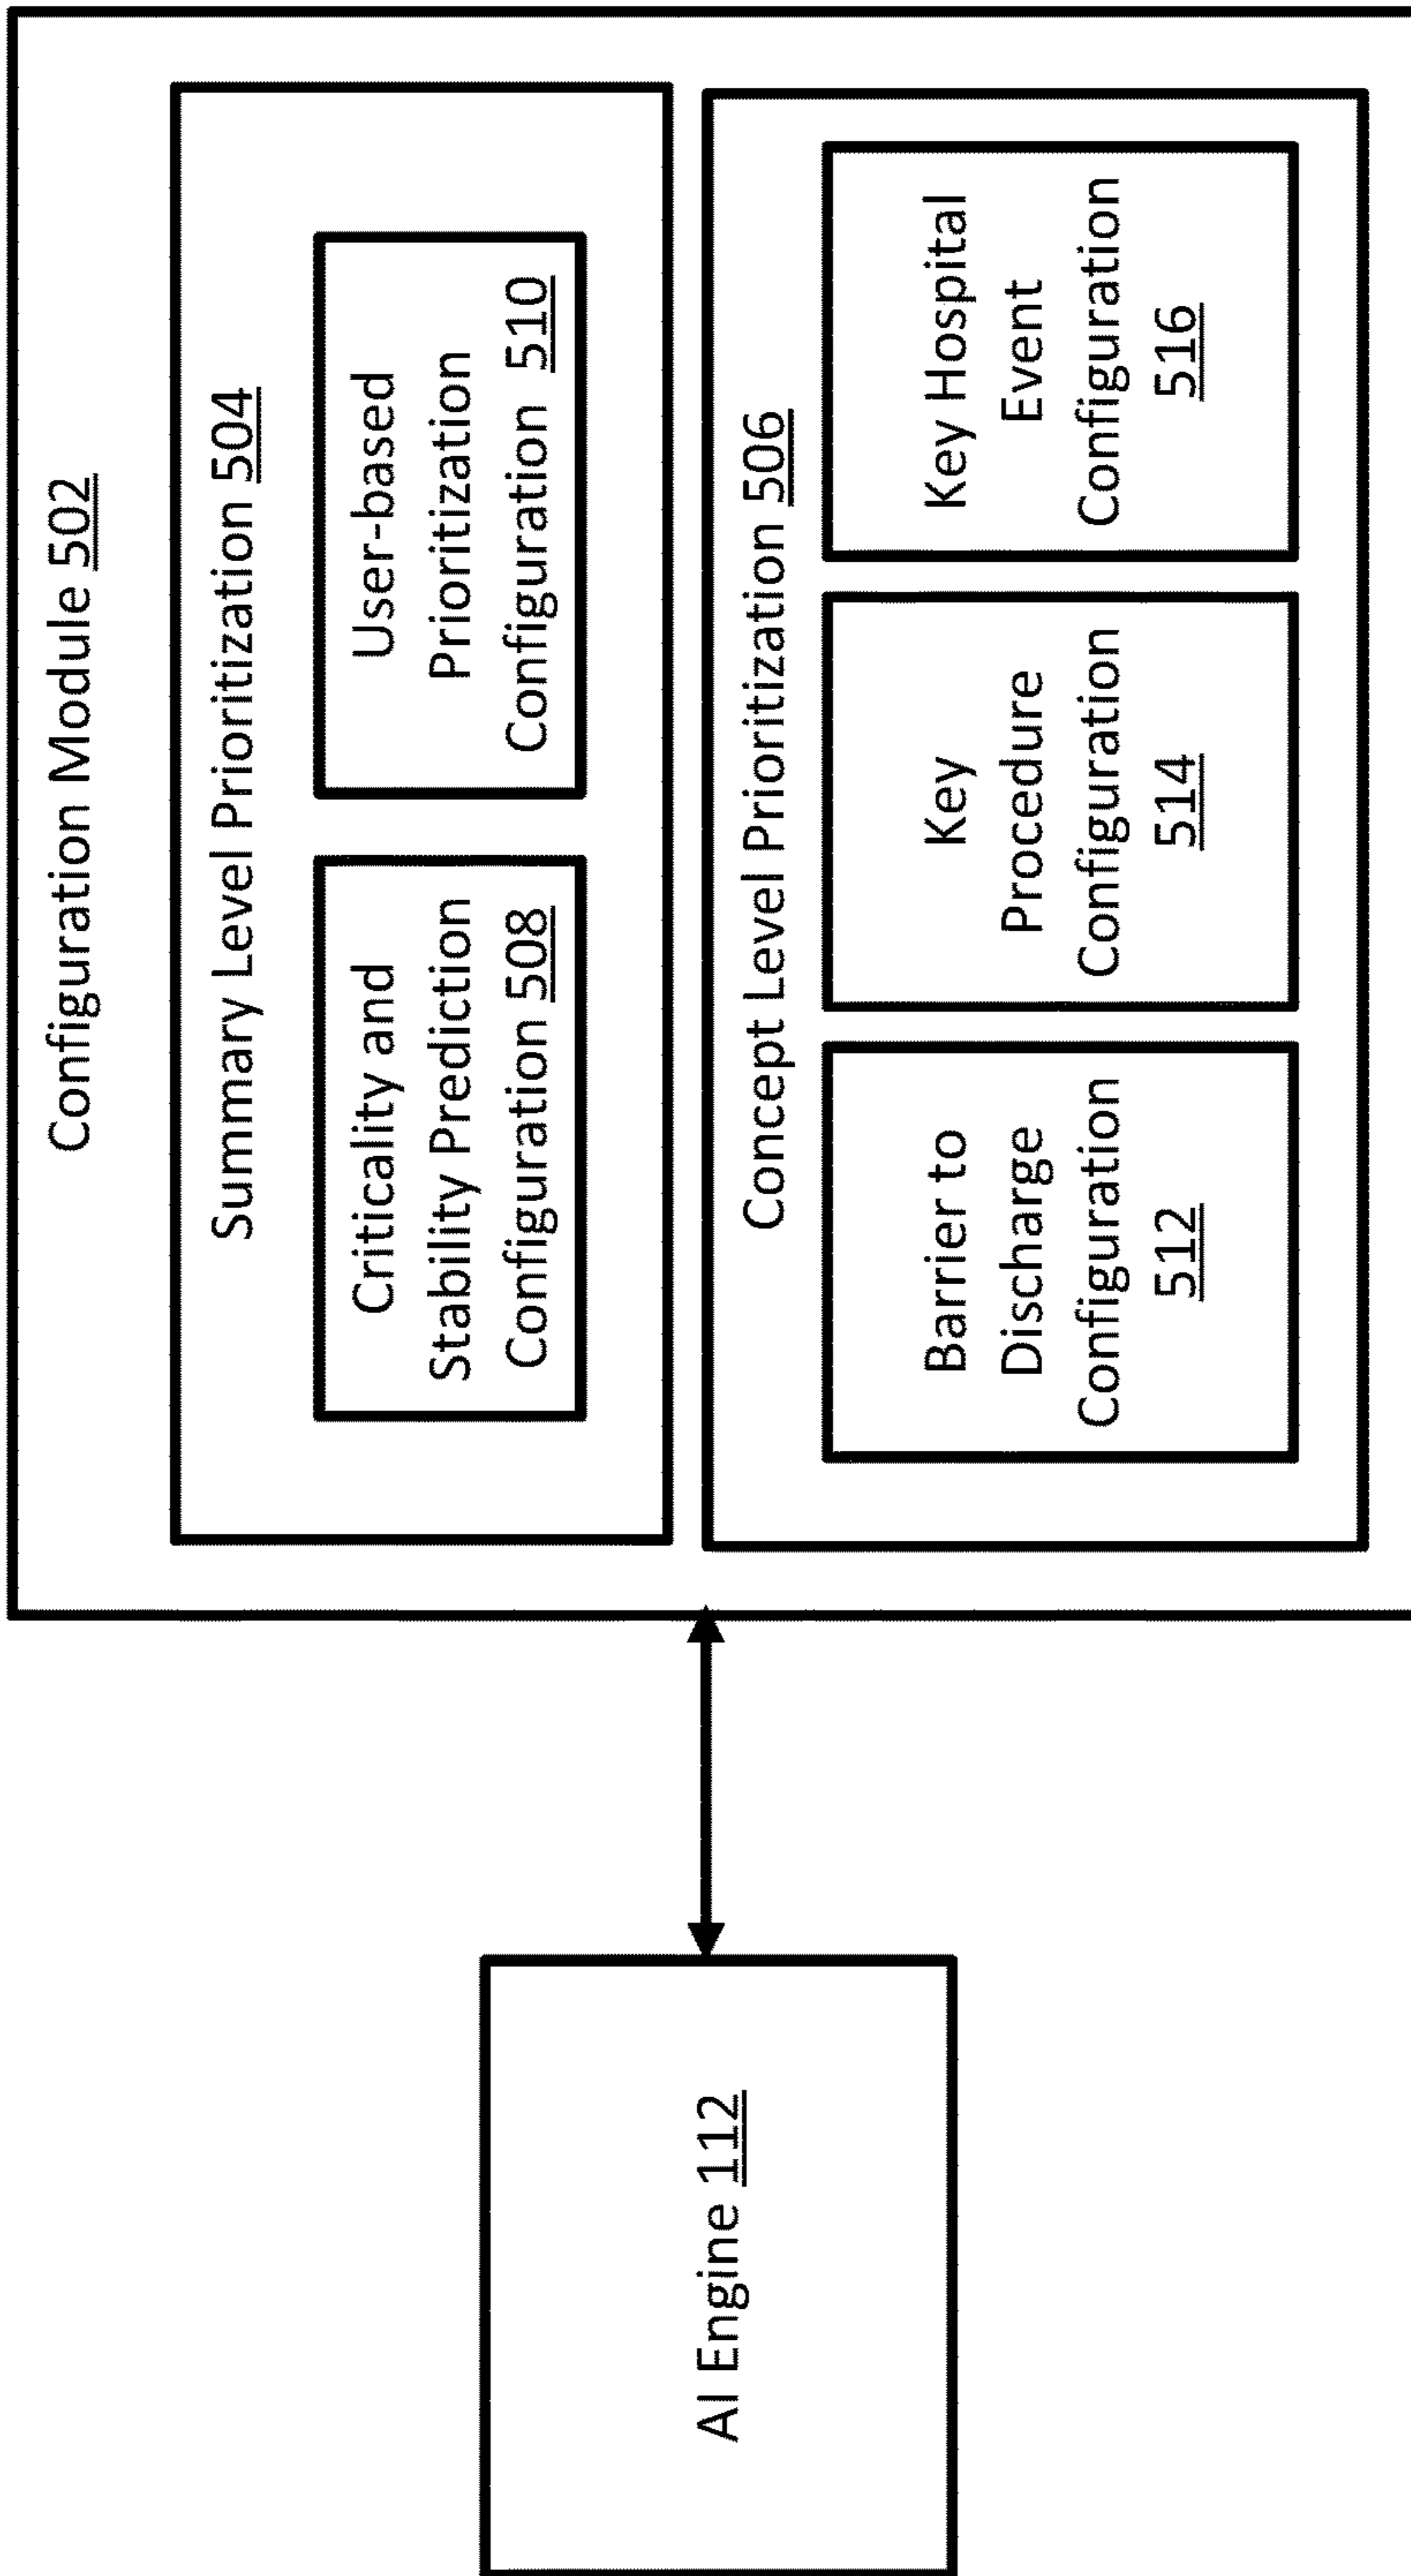 AI Engine 112
Configuration Module 502
Summary Level Prioritization 504
Criticality and
Stability Prediction
Configuration 508
User-based
Prioritization
Configuration 510
Concept Level Prioritization 506
Barrier to
Discharge
Configuration
512
Key
Procedure
Configuration
514
Key Hospital
Event
Configuration
516